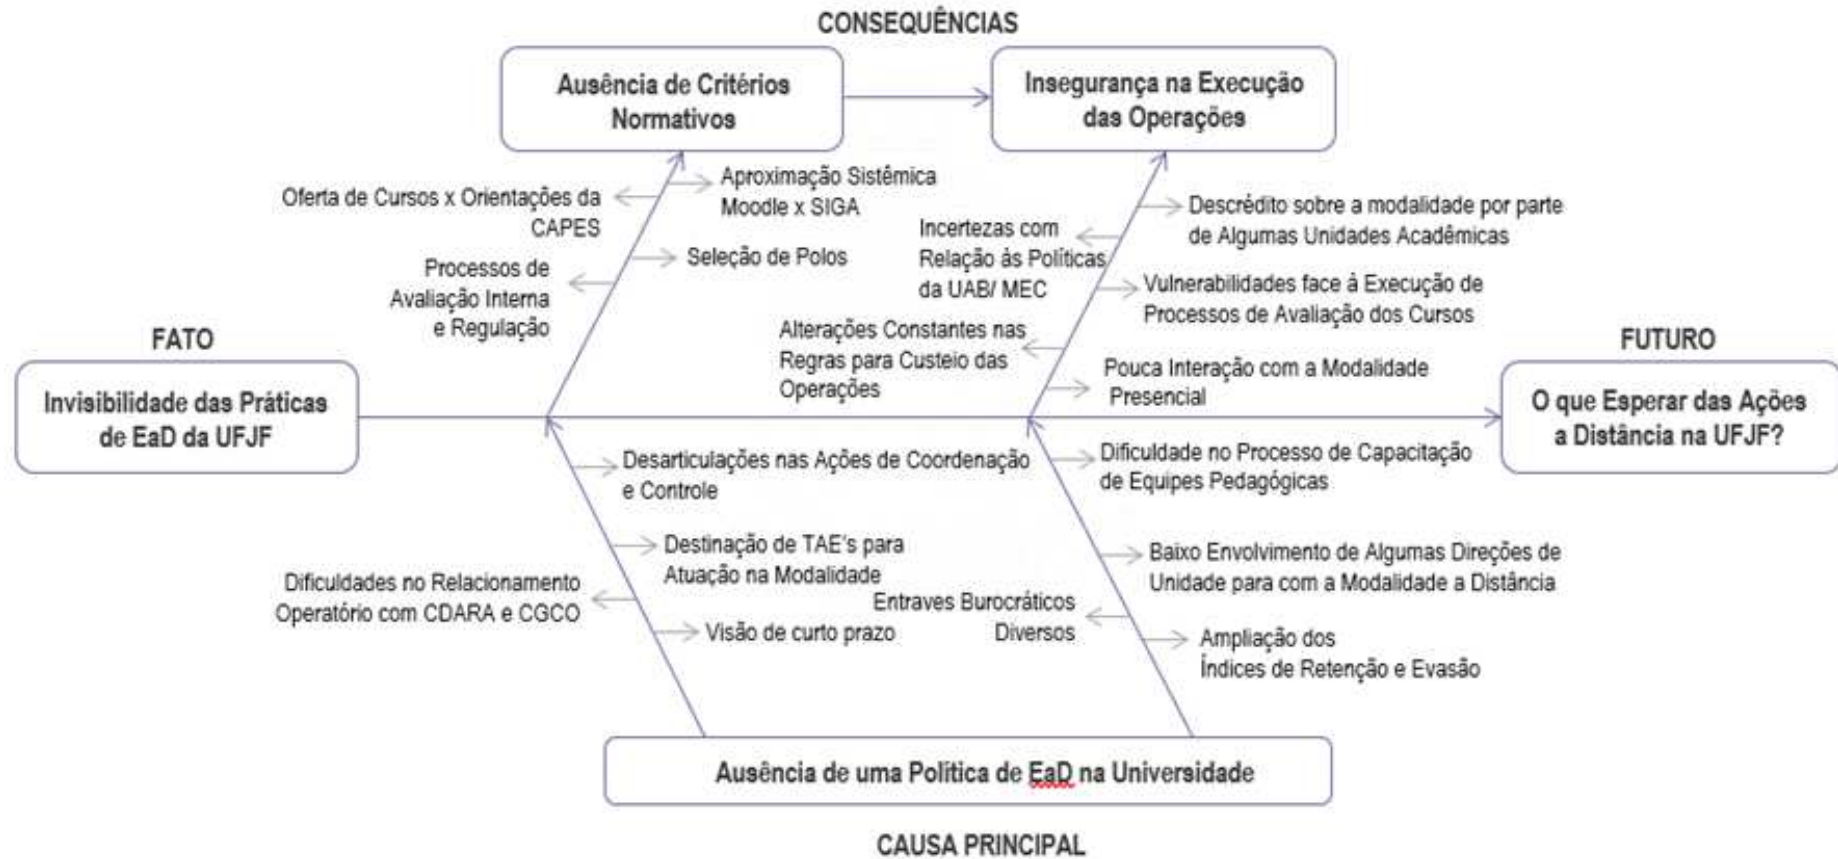 CONSEQUÊNCIAS
Ausência de Critérios
Normativos
Insegurança na Execução
das Operações
Oferta de Cursos x Orientações da
CAPES
Aproximação Sistêmica
Moodle x SIGA
Processos de
Avaliação Interna
e Regulação
Seleção de Polos
Incertezas com
Relação às Políticas
da UAB/ MEC
Descrédito sobre a modalidade por parte
de Algumas Unidades Acadêmicas
Alterações Constantes nas
Regras para Custeio das
Operações
Vulnerabilidades face à Execução de
Processos de Avaliação dos Cursos
Pouca Interação com a Modalidade
Presencial
FATO
Invisibilidade das Práticas
de EaD da UFJF
FUTURO
O que Esperar das Ações
a Distância na UFJF?
Desarticulações nas Ações de Coordenação
e Controle
Destinação de TAE's para
Atuação na Modalidade
Dificuldades no Relacionamento
Operatório com CDARA e CGCO
Visão de curto prazo
Dificuldade no Processo de Capacitação
de Equipes Pedagógicas
Baixo Envolvimento de Algumas Direções de
Unidade para com a Modalidade a Distância
Entraves Burocráticos
Diversos
Ampliação dos
Índices de Retenção e Evasão
Ausência de uma Política de EaD na Universidade
CAUSA PRINCIPAL